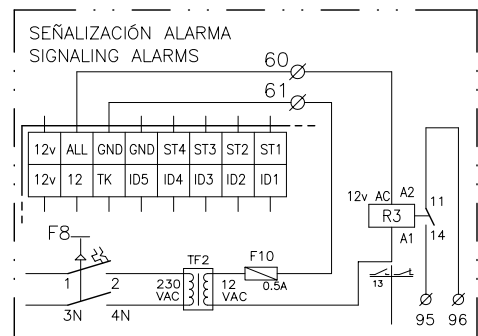 SEÑALIZACIÓN ALARMA
SIGNALING ALARMS
60
61
12v ALL GND GND ST4 ST3 ST2 ST1
12v 12 TK ID5 ID4 ID3 ID2 ID1
12v AC A2
R3
A1
11
14
13
F8
1 2
3N 4N
TF2
230 VAC
12 VAC
F10
0.5A
95 96